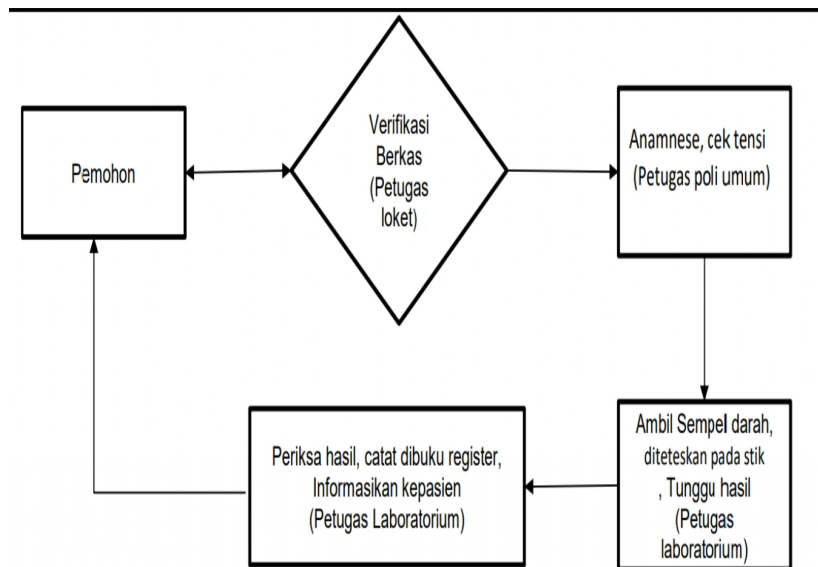 Pemohon
Verifikasi
Berkas
(Petugas
loket)
Anamnese, cek tensi
(Petugas poli umum)
Ambil Sempel darah,
diteteskan pada stik
, Tunggu hasil
(Petugas
laboratorium)
Periksa hasil, catat dibuku register,
Informasikan kepasien
(Petugas Laboratorium)